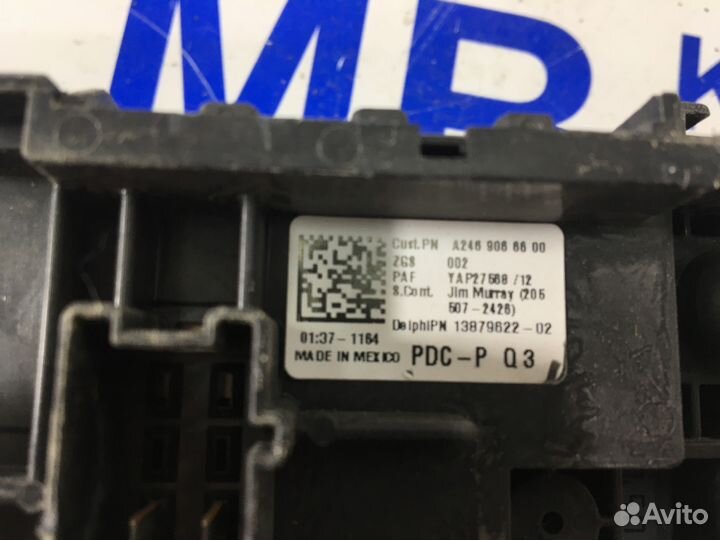 MB K
Cust.PN A246 906 66 00
ZGS 002
PAF YAP27568 /12
S.Cont. Jim Murray (205
507-2426)
DelphiPN 13879622-02
01:37-1164
MADE IN MEXICO PDC-P Q3
Avito